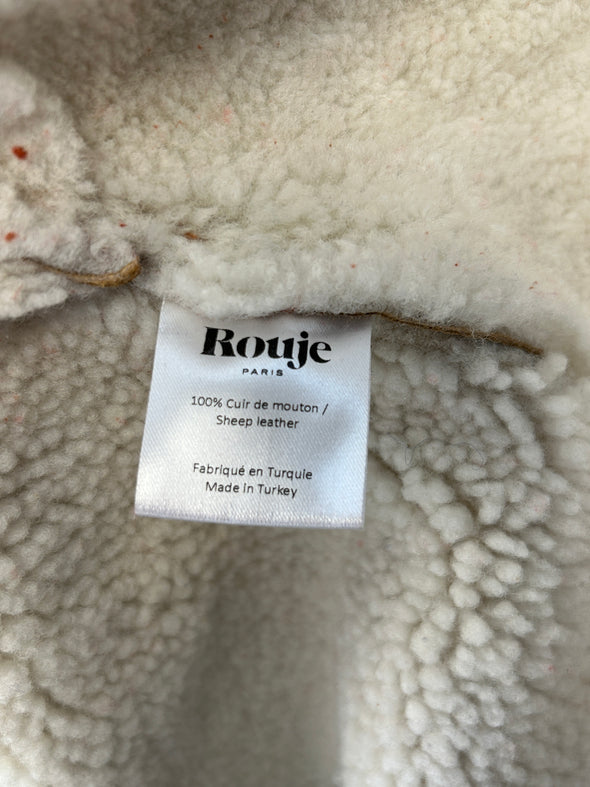 Rouje
PARIS
100% Cuir de mouton /
Sheep leather
Fabriqué en Turquie
Made in Turkey